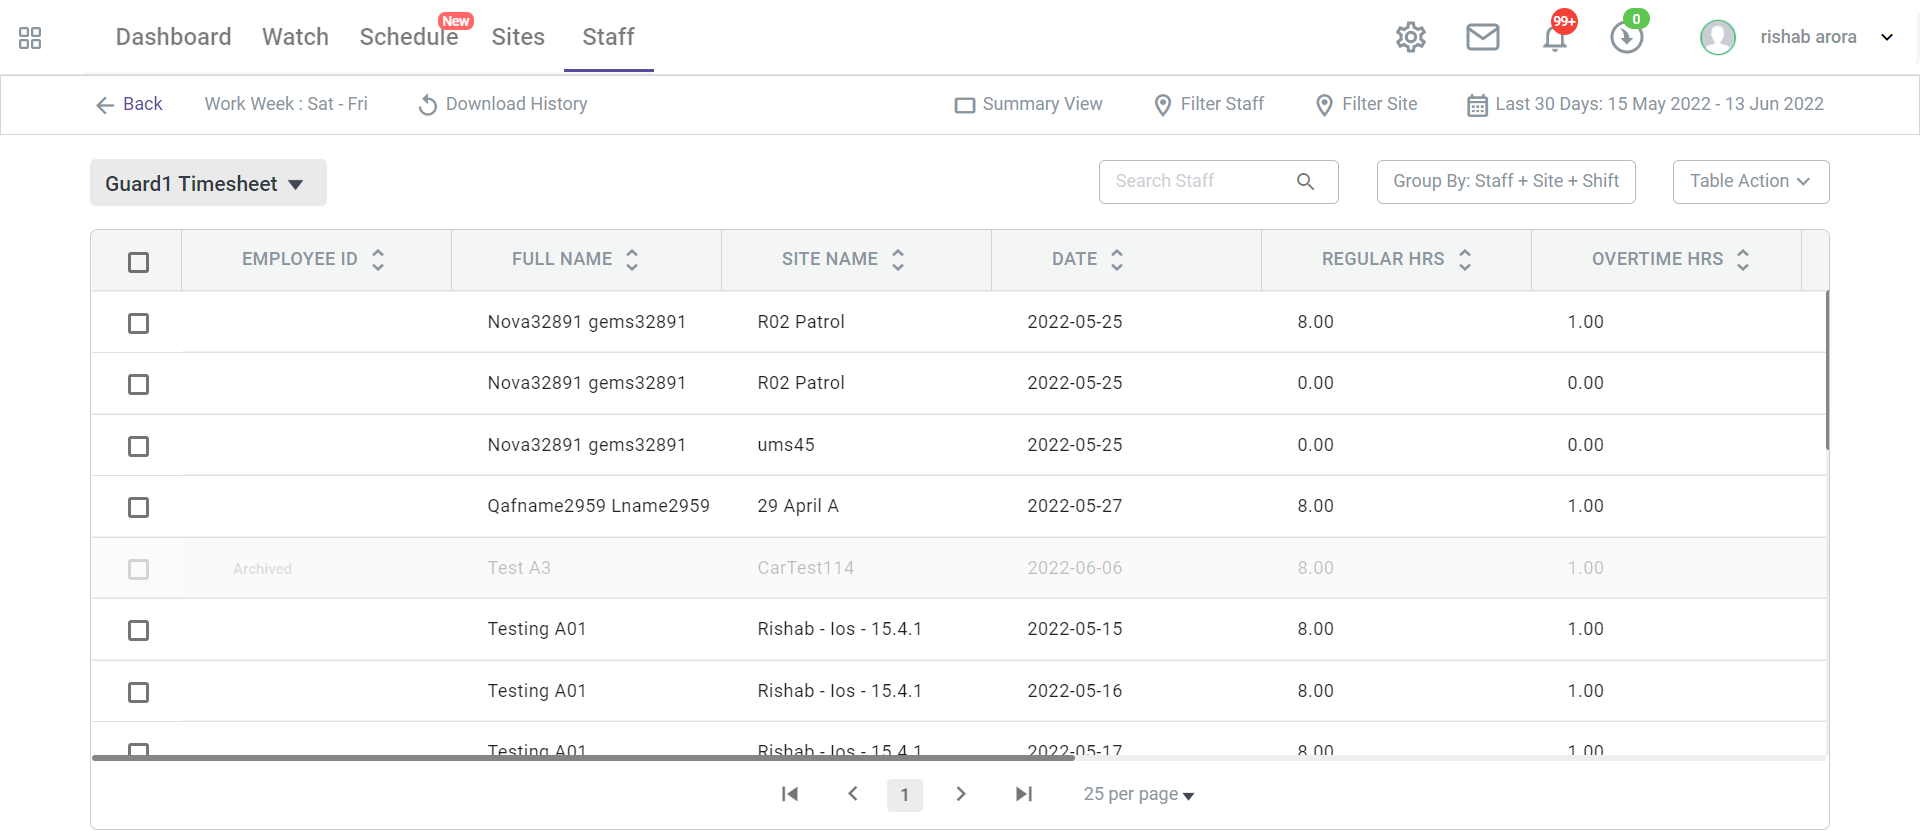 Dashboard Watch Schedule New Sites Staff 99+ 0 rishab arora
Back Work Week : Sat - Fri Download History Summary View Filter Staff Filter Site Last 30 Days: 15 May 2022 - 13 Jun 2022
Guard1 Timesheet Search Staff Group By: Staff + Site + Shift Table Action
EMPLOYEE ID FULL NAME SITE NAME DATE REGULAR HRS OVERTIME HRS
Nova32891 gems32891 R02 Patrol 2022-05-25 8.00 1.00
Nova32891 gems32891 R02 Patrol 2022-05-25 0.00 0.00
Nova32891 gems32891 ums45 2022-05-25 0.00 0.00
Qafname2959 Lname2959 29 April A 2022-05-27 8.00 1.00
Archived Test A3 CarTest114 2022-06-06 8.00 1.00
Testing A01 Rishab - Ios - 15.4.1 2022-05-15 8.00 1.00
Testing A01 Rishab - Ios - 15.4.1 2022-05-16 8.00 1.00
Testing A01 Rishab - Ios - 15.4.1 2022-05-17 8.00 1.00
1 25 per page